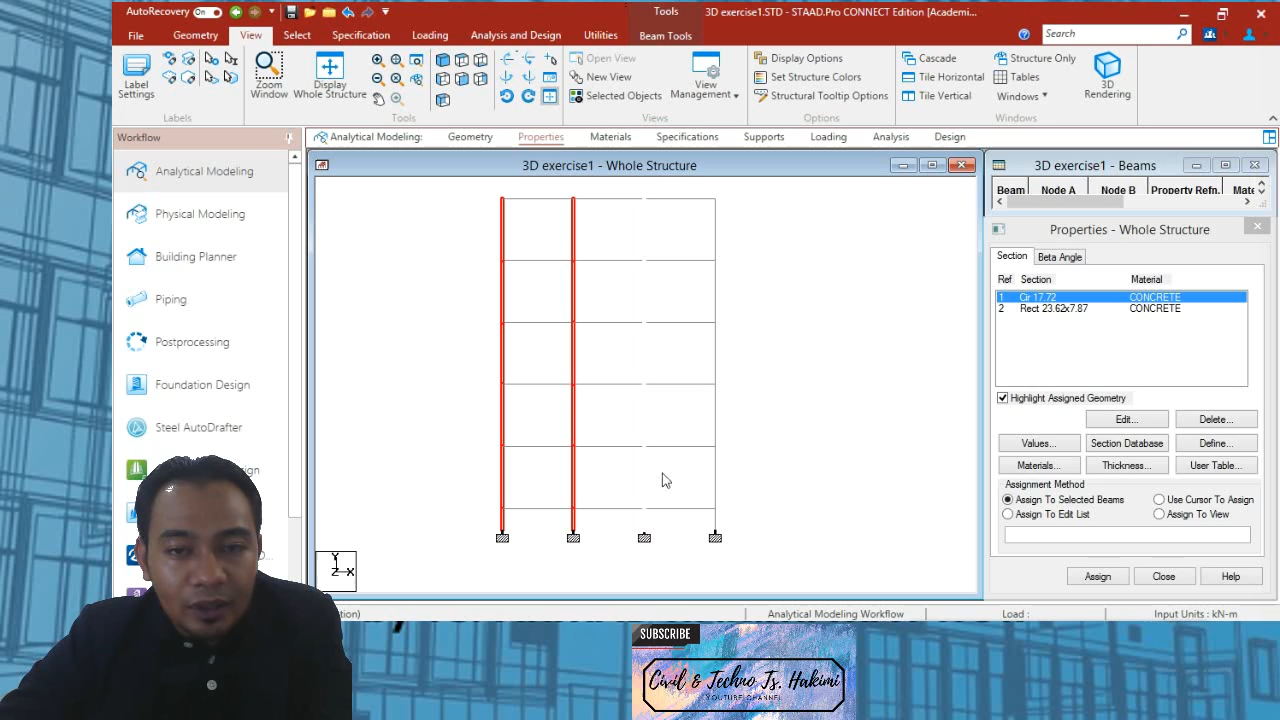 AutoRecovery On
Tools
3D exercise1.STD - STAAD.Pro CONNECT Edition [Academi...
File Geometry View Select Specification Loading Analysis and Design Utilities Beam Tools
Search
Label Settings
Labels
Zoom Window
Display Whole Structure
Tools
Open View
New View
Selected Objects
View Management
Views
Display Options
Set Structure Colors
Structural Tooltip Options
Options
Cascade
Tile Horizontal
Tile Vertical
Structure Only
Tables
Windows
Windows
3D Rendering
Workflow
Analytical Modeling: Geometry Properties Materials Specifications Supports Loading Analysis Design
Analytical Modeling
Physical Modeling
Building Planner
Piping
Postprocessing
Foundation Design
Steel AutoDrafter
3D exercise1 - Whole Structure
Y
Z X
3D exercise1 - Beams
Beam Node A Node B Property Refn. Mate
Properties - Whole Structure
Section Beta Angle
Ref Section Material
1 Cir 17.72 CONCRETE
2 Rect 23.62x7.87 CONCRETE
Highlight Assigned Geometry
Edit... Delete...
Values... Section Database Define...
Materials... Thickness... User Table...
Assignment Method
Assign To Selected Beams Use Cursor To Assign
Assign To Edit List Assign To View
Assign Close Help
Analytical Modeling Workflow Load : Input Units : kN-m
SUBSCRIBE
Civil & Techno Ts. Hakimi
YOUTUBE CHANNEL